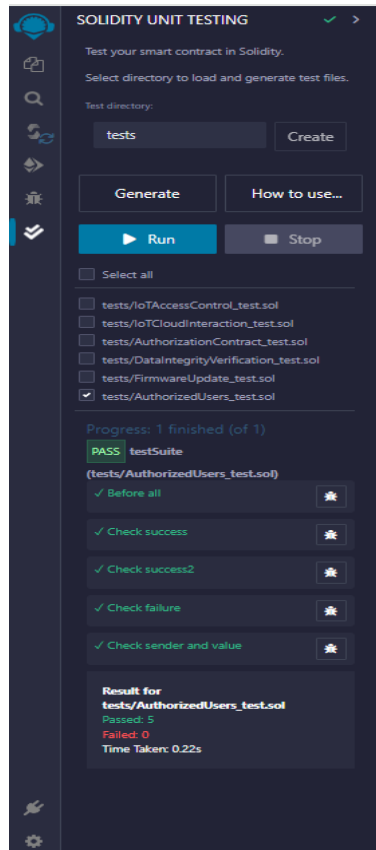 SOLIDITY UNIT TESTING
Test your smart contract in Solidity.
Select directory to load and generate test files.
Test directory:
tests
Create
Generate
How to use...
Run
Stop
Select all
tests/IoTAccessControl_test.sol
tests/IoTCloudInteraction_test.sol
tests/AuthorizationContract_test.sol
tests/DataIntegrityVerification_test.sol
tests/FirmwareUpdate_test.sol
tests/AuthorizedUsers_test.sol
Progress: 1 finished (of 1)
PASS testSuite
(tests/AuthorizedUsers_test.sol)
✓ Before all
✓ Check success
✓ Check success2
✓ Check failure
✓ Check sender and value
Result for
tests/AuthorizedUsers_test.sol
Passed: 5
Failed: 0
Time Taken: 0.22s